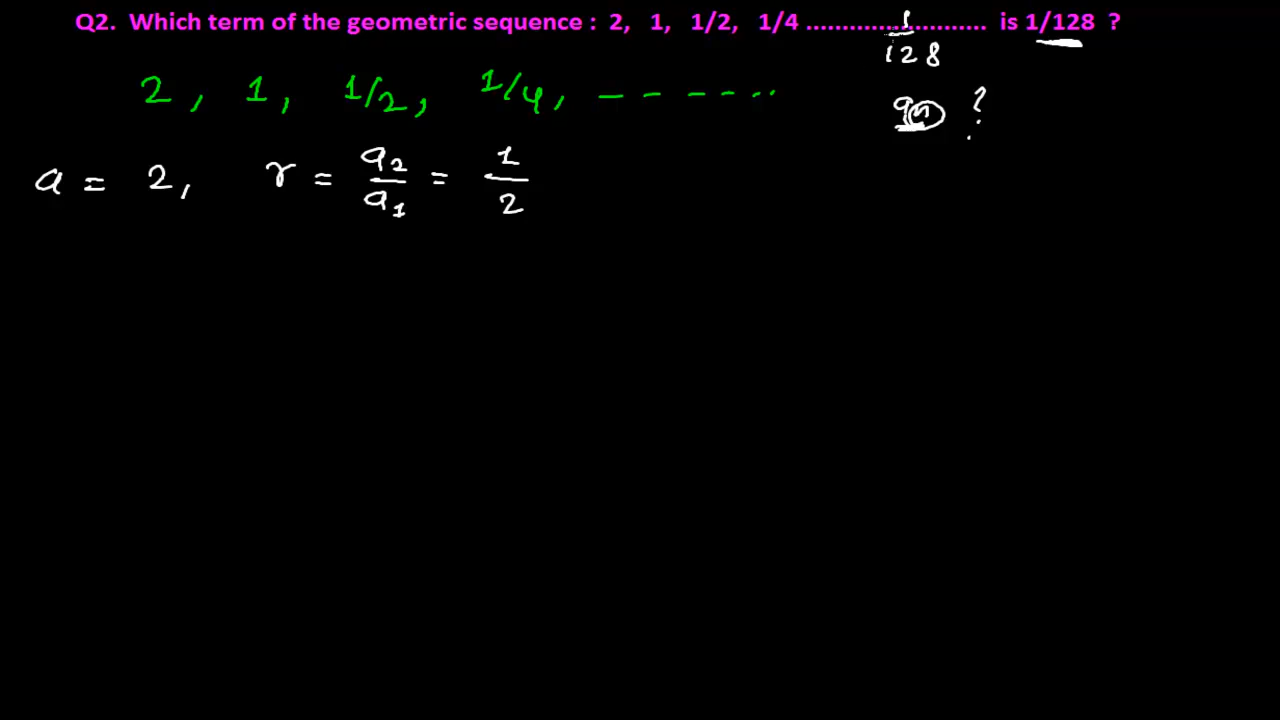 Q2. Which term of the geometric sequence : 2, 1, 1/2, 1/4 ......................... is 1/128 ?
1/128
2, 1, 1/2, 1/4, - - - - - . .
an ?
a = 2, r = a2/a1 = 1/2